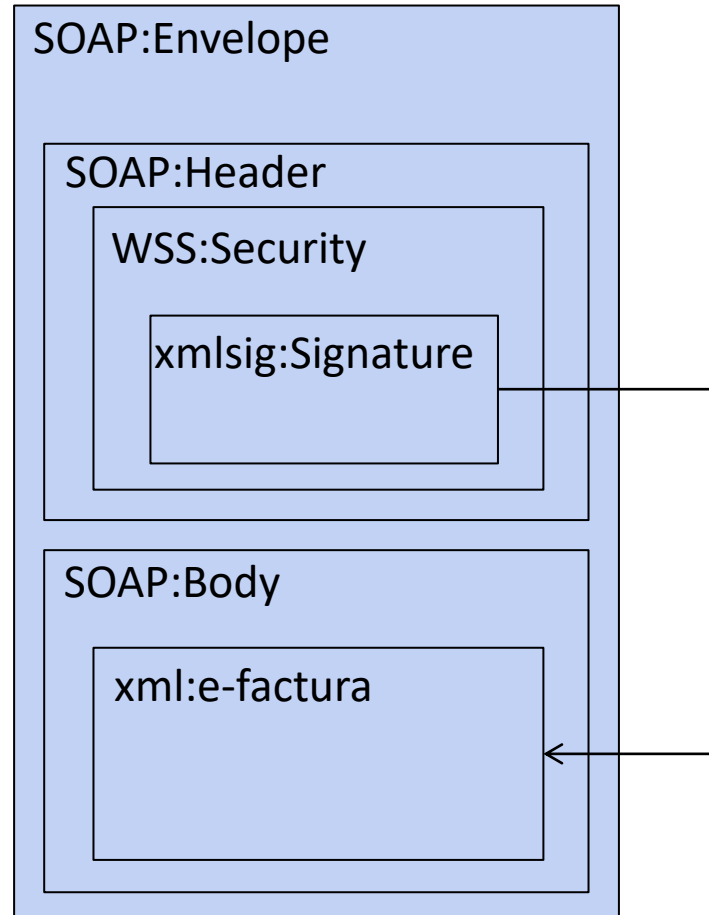 SOAP:Envelope
SOAP:Header
WSS:Security
xmlsig:Signature
SOAP:Body
xml:e-factura